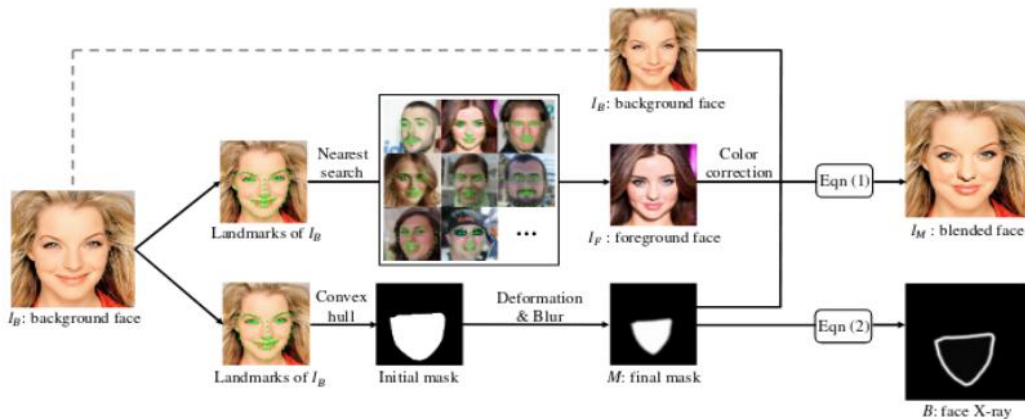 I_B: background face
Nearest
search
Color
correction
Eqn (1)
Landmarks of I_B
...
I_F : foreground face
I_M : blended face
I_B: background face
Convex
hull
Deformation
& Blur
Eqn (2)
Landmarks of I_B
Initial mask
M: final mask
B: face X-ray